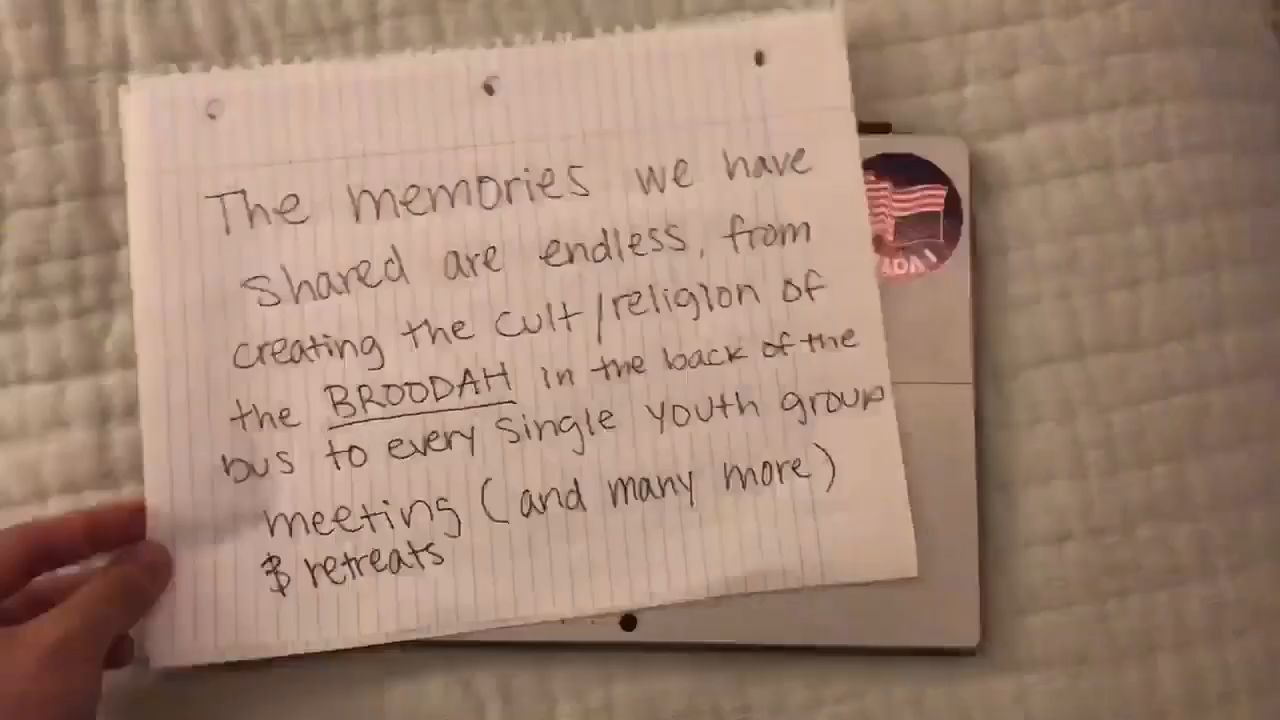 The memories we have
shared are endless, from
creating the cult/religion of
the BROODAH in the back of the
bus to every single youth group
meeting (and many more)
& retreats